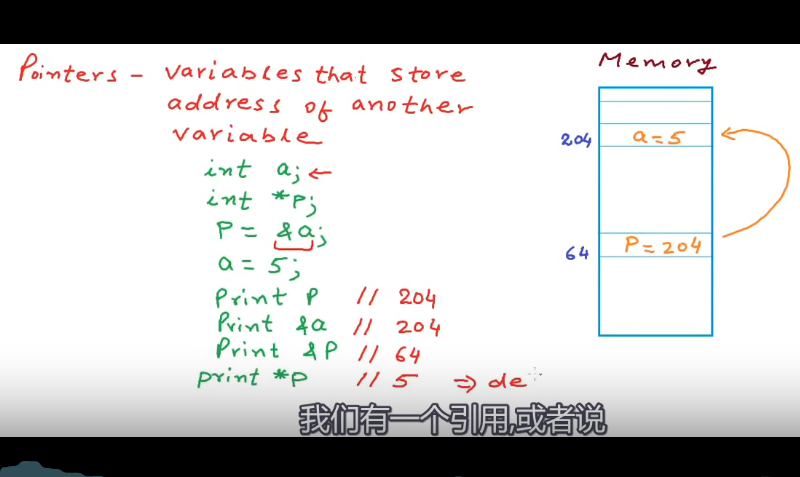 Pointers - variables that store
address of another
variable
int a; ←
int *P;
P = &a;
a = 5;
Print P // 204
Print &a // 204
Print &P // 64
print *P // 5 ⇒ de
Memory
204 a=5
64 P=204
我们有一个引用,或者说